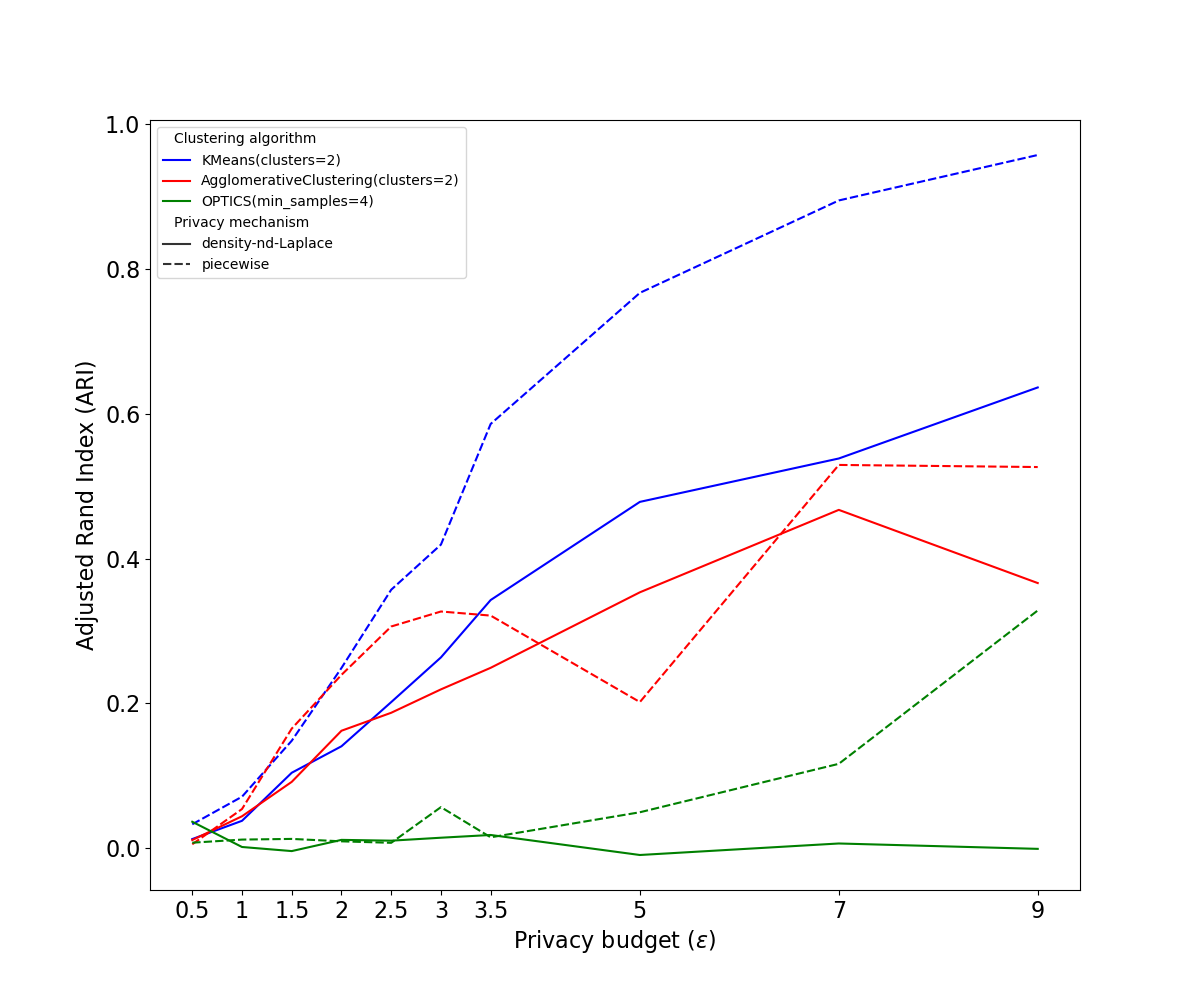 1.0
0.8
0.6
0.4
0.2
0.0
Adjusted Rand Index (ARI)
Clustering algorithm
KMeans(clusters=2)
AgglomerativeClustering(clusters=2)
OPTICS(min_samples=4)
Privacy mechanism
density-nd-Laplace
piecewise
0.5 1 1.5 2 2.5 3 3.5 5 7 9
Privacy budget (ε)